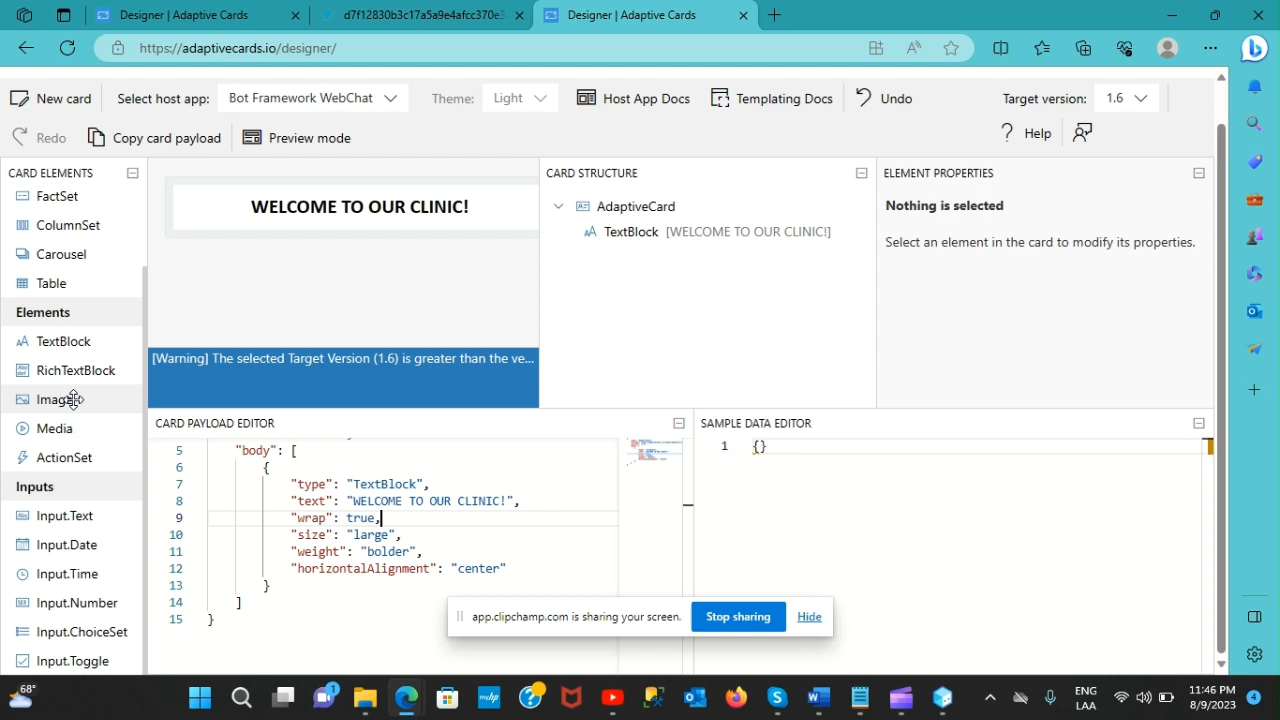 Designer | Adaptive Cards
d7f12830b3c17a5a9e4afcc370e3
Designer | Adaptive Cards
https://adaptivecards.io/designer/
New card
Select host app:
Bot Framework WebChat
Theme:
Light
Host App Docs
Templating Docs
Undo
Target version:
1.6
Redo
Copy card payload
Preview mode
Help
CARD ELEMENTS
FactSet
ColumnSet
Carousel
Table
Elements
TextBlock
RichTextBlock
Image
Media
ActionSet
Inputs
Input.Text
Input.Date
Input.Time
Input.Number
Input.ChoiceSet
Input.Toggle
WELCOME TO OUR CLINIC!
[Warning] The selected Target Version (1.6) is greater than the ve...
CARD STRUCTURE
AdaptiveCard
TextBlock [WELCOME TO OUR CLINIC!]
ELEMENT PROPERTIES
Nothing is selected
Select an element in the card to modify its properties.
CARD PAYLOAD EDITOR
5 "body": [
6 {
7 "type": "TextBlock",
8 "text": "WELCOME TO OUR CLINIC!",
9 "wrap": true,
10 "size": "large",
11 "weight": "bolder",
12 "horizontalAlignment": "center"
13 }
14 ]
15 }
SAMPLE DATA EDITOR
1 {}
app.clipchamp.com is sharing your screen.
Stop sharing
Hide
68°
1
ENG
LAA
11:46 PM
8/9/2023
4